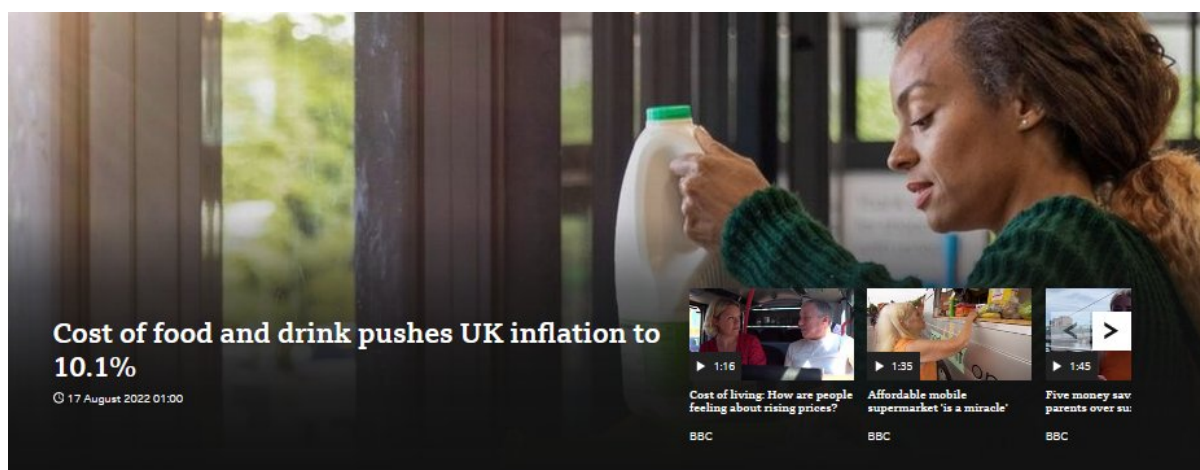 Cost of food and drink pushes UK inflation to
10.1%
17 August 2022 01:00
1:16
Cost of living: How are people
feeling about rising prices?
BBC
1:35
Affordable mobile
supermarket 'is a miracle'
BBC
1:45
Five money
parents over
BBC